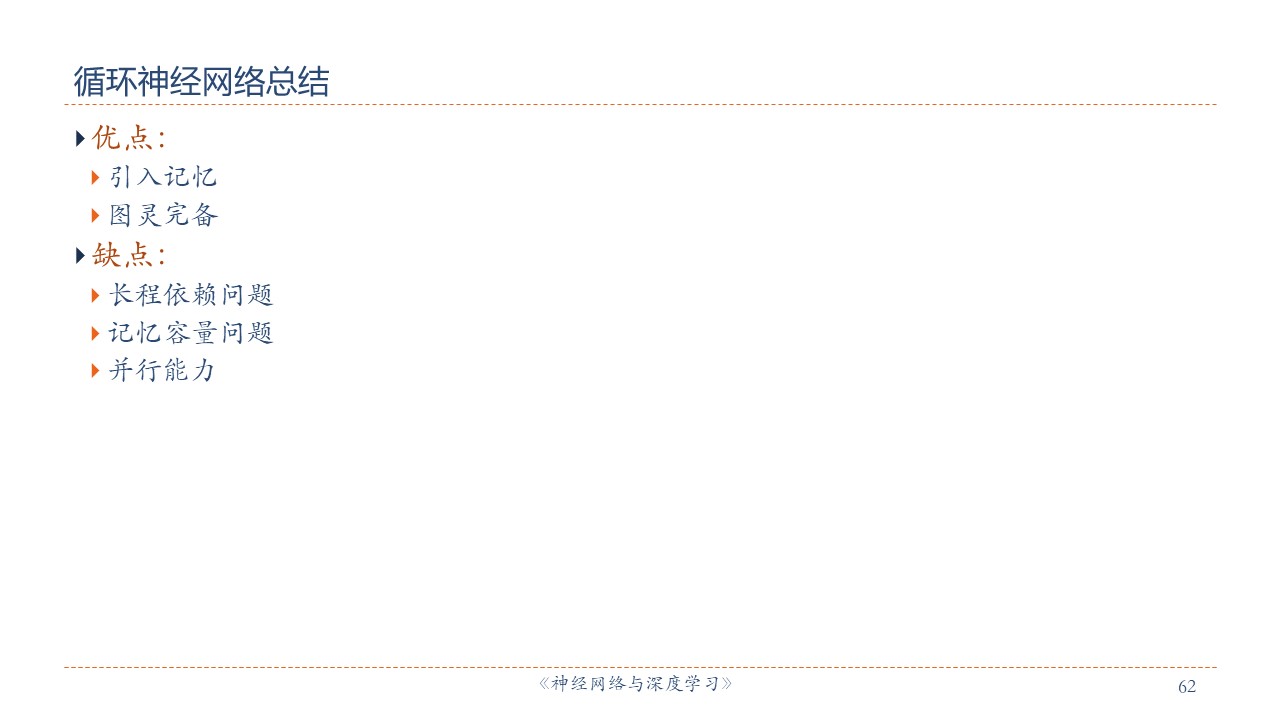 循环神经网络总结
优点：
引入记忆
图灵完备
缺点：
长程依赖问题
记忆容量问题
并行能力
《神经网络与深度学习》
62